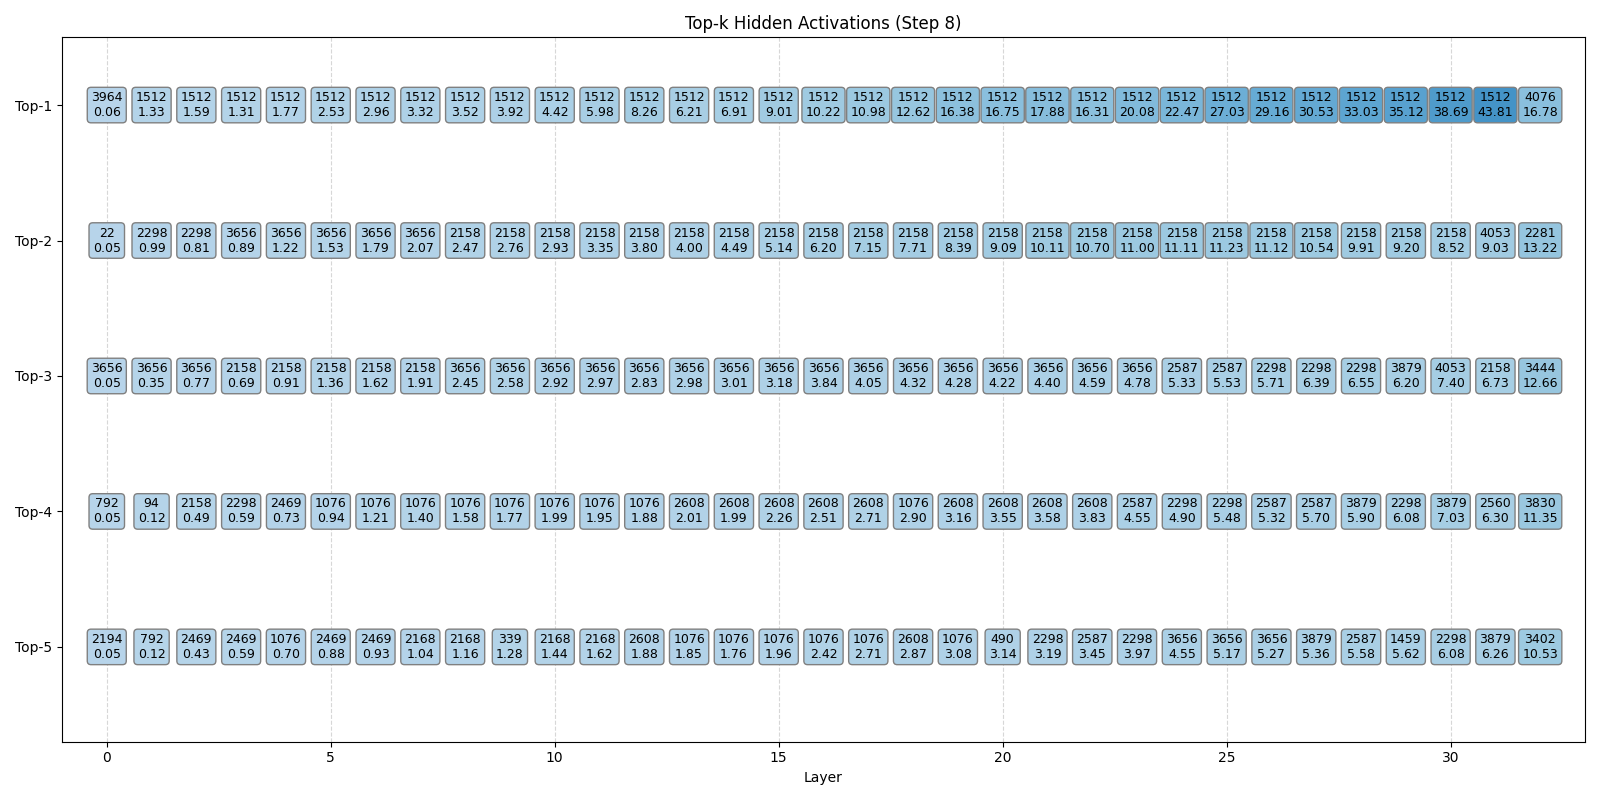 Top-k Hidden Activations (Step 8)
Top-1
3964 1512 1512 1512 1512 1512 1512 1512 1512 1512 1512 1512 1512 1512 1512 1512 1512 1512 1512 1512 1512 1512 1512 1512 1512 1512 1512 1512 1512 1512 1512 1512 4076
0.06 1.33 1.59 1.31 1.77 2.53 2.96 3.32 3.52 3.92 4.42 5.98 8.26 6.21 6.91 9.01 10.22 10.98 12.62 16.38 16.75 17.88 16.31 20.08 22.47 27.03 29.16 30.53 33.03 35.12 38.69 43.81 16.78
Top-2
22 2298 2298 3656 3656 3656 3656 3656 2158 2158 2158 2158 2158 2158 2158 2158 2158 2158 2158 2158 2158 2158 2158 2158 2158 2158 2158 2158 2158 2158 2158 4053 2281
0.05 0.99 0.81 0.89 1.22 1.53 1.79 2.07 2.47 2.76 2.93 3.35 3.80 4.00 4.49 5.14 6.20 7.15 7.71 8.39 9.09 10.11 10.70 11.00 11.11 11.23 11.12 10.54 9.91 9.20 8.52 9.03 13.22
Top-3
3656 3656 3656 2158 2158 2158 2158 2158 3656 3656 3656 3656 3656 3656 3656 3656 3656 3656 3656 3656 3656 3656 3656 3656 2587 2587 2298 2298 2298 3879 4053 2158 3444
0.05 0.35 0.77 0.69 0.91 1.36 1.62 1.91 2.45 2.58 2.92 2.97 2.83 2.98 3.01 3.18 3.84 4.05 4.32 4.28 4.22 4.40 4.59 4.78 5.33 5.53 5.71 6.39 6.55 6.20 7.40 6.73 12.66
Top-4
792 94 2158 2298 2469 1076 1076 1076 1076 1076 1076 1076 1076 2608 2608 2608 2608 2608 1076 2608 2608 2608 2608 2587 2298 2298 2587 2587 3879 2298 3879 2560 3830
0.05 0.12 0.49 0.59 0.73 0.94 1.21 1.40 1.58 1.77 1.99 1.95 1.88 2.01 1.99 2.26 2.51 2.71 2.90 3.16 3.55 3.58 3.83 4.55 4.90 5.48 5.32 5.70 5.90 6.08 7.03 6.30 11.35
Top-5
2194 792 2469 2469 1076 2469 2469 2168 2168 339 2168 2168 2608 1076 1076 1076 1076 1076 2608 1076 490 2298 2587 2298 3656 3656 3656 3879 2587 1459 2298 3879 3402
0.05 0.12 0.43 0.59 0.70 0.88 0.93 1.04 1.16 1.28 1.44 1.62 1.88 1.85 1.76 1.96 2.42 2.71 2.87 3.08 3.14 3.19 3.45 3.97 4.55 5.17 5.27 5.36 5.58 5.62 6.08 6.26 10.53
0 5 10 15 20 25 30
Layer